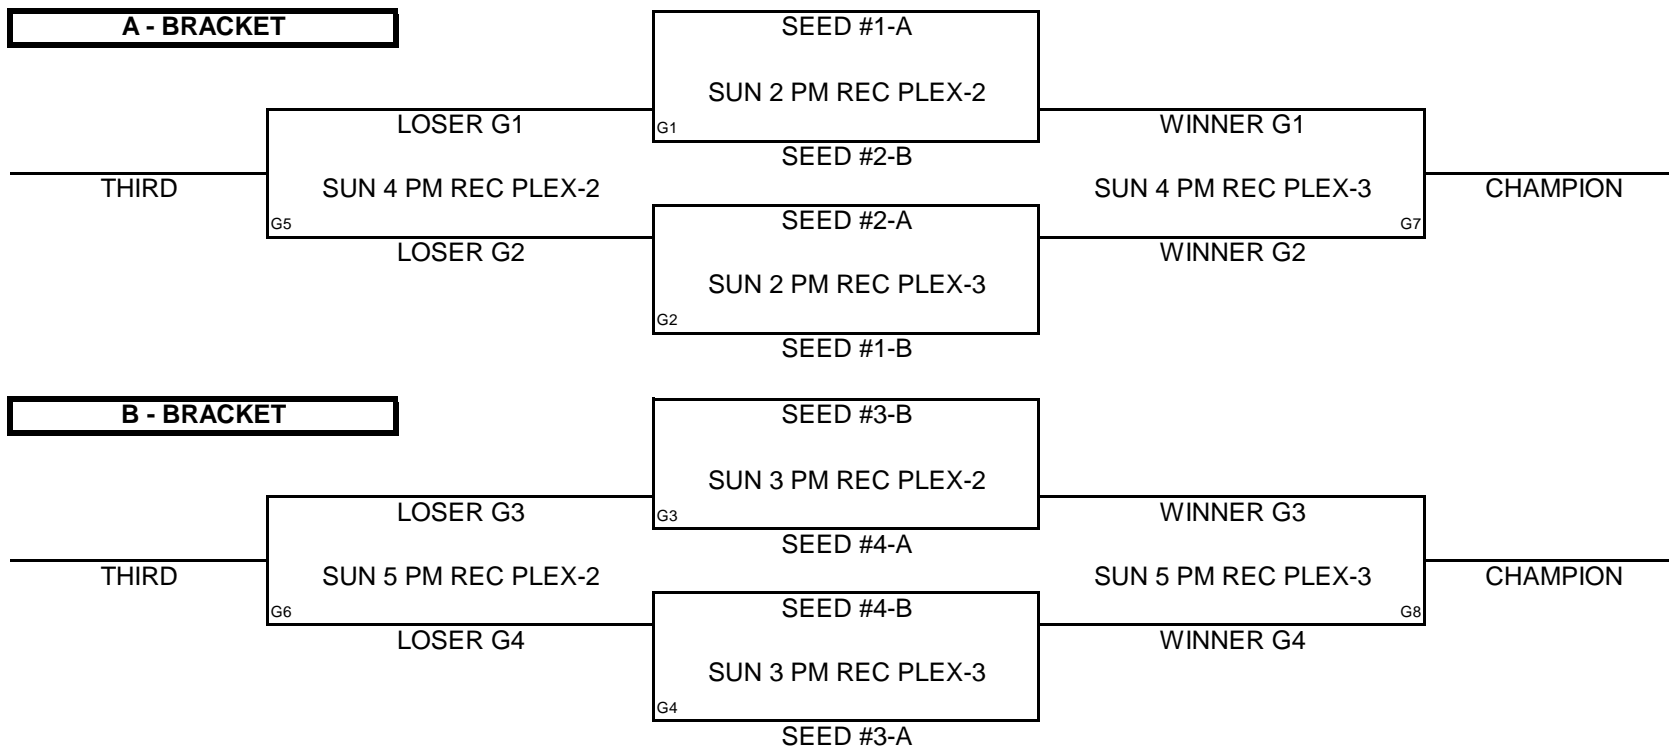 A - BRACKET
SEED #1-A
SUN 2 PM REC PLEX-2
LOSER G1
G1
WINNER G1
SEED #2-B
THIRD
SUN 4 PM REC PLEX-2
SUN 4 PM REC PLEX-3
CHAMPION
G5
SEED #2-A
G7
LOSER G2
WINNER G2
SUN 2 PM REC PLEX-3
G2
SEED #1-B
B - BRACKET
SEED #3-B
SUN 3 PM REC PLEX-2
LOSER G3
G3
WINNER G3
SEED #4-A
THIRD
SUN 5 PM REC PLEX-2
SUN 5 PM REC PLEX-3
CHAMPION
G6
SEED #4-B
G8
LOSER G4
WINNER G4
SUN 3 PM REC PLEX-3
G4
SEED #3-A